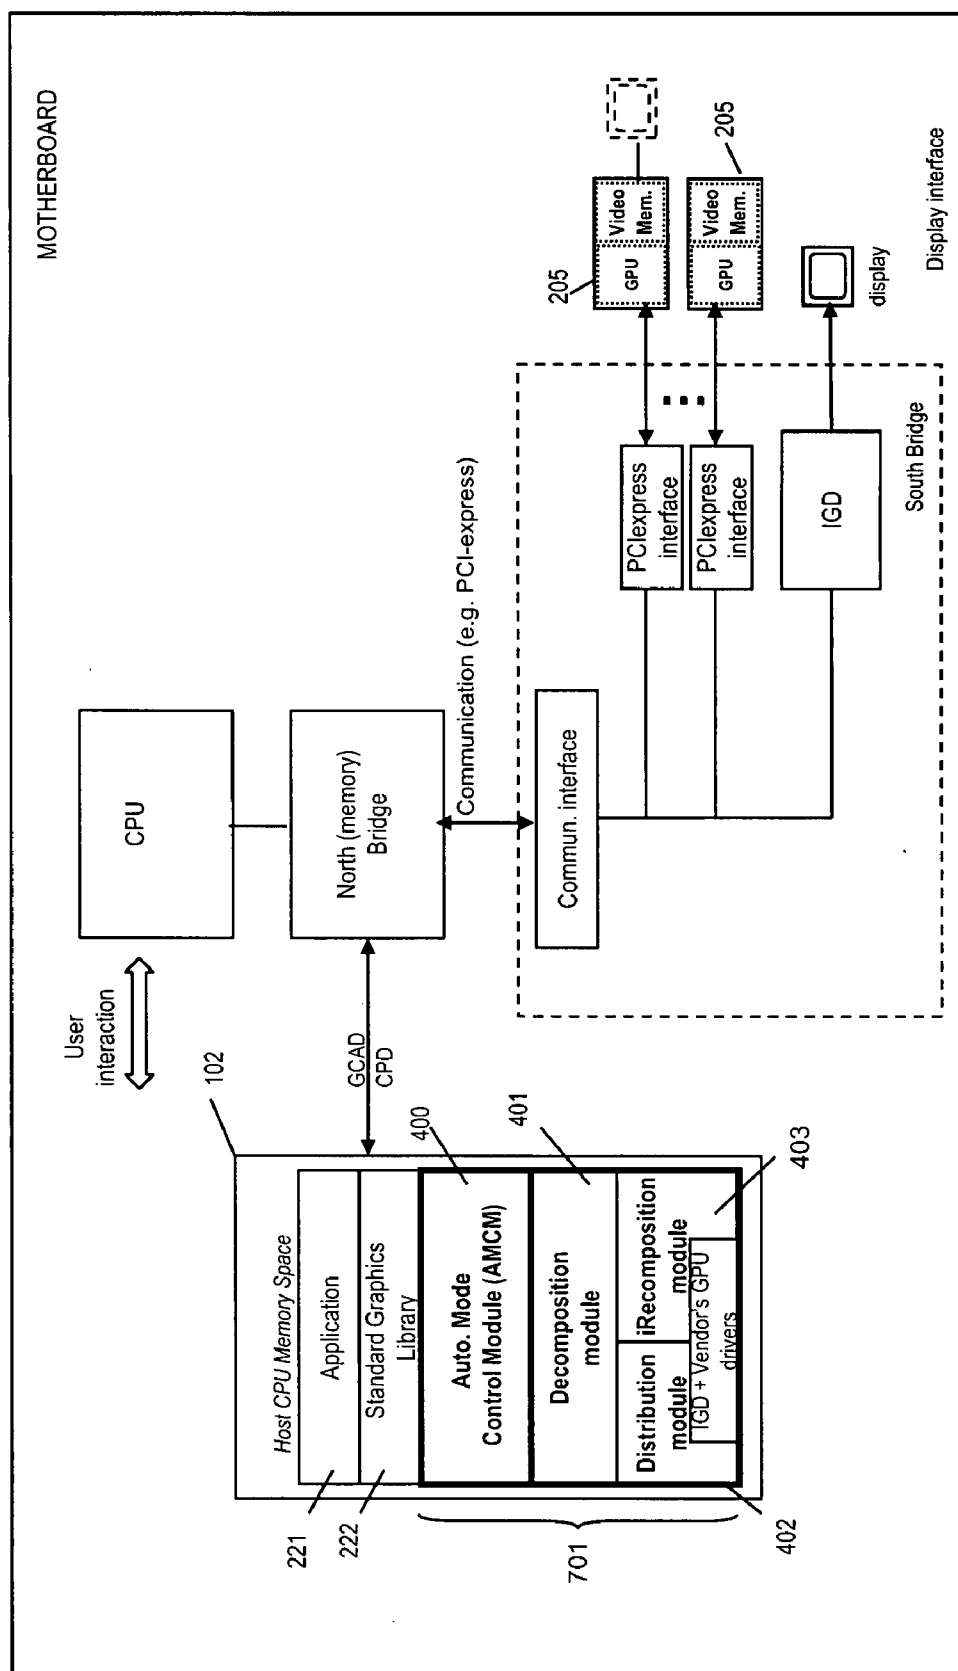 MOTHERBOARD
User
interaction
CPU
North (memory)
Bridge
GCAD
CPD
Communication (e.g. PCI-express)
102
Host CPU Memory Space
Application
Standard Graphics
Library
Auto. Mode
Control Module (AMCM)
Decomposition
module
Distribution
module
iRecomposition
module
IGD + Vendor's GPU
drivers
221
222
400
401
403
402
701
Commun. interface
PCIexpress
interface
PCIexpress
interface
IGD
South Bridge
205
GPU
Video
Mem.
GPU
Video
Mem.
205
display
Display interface